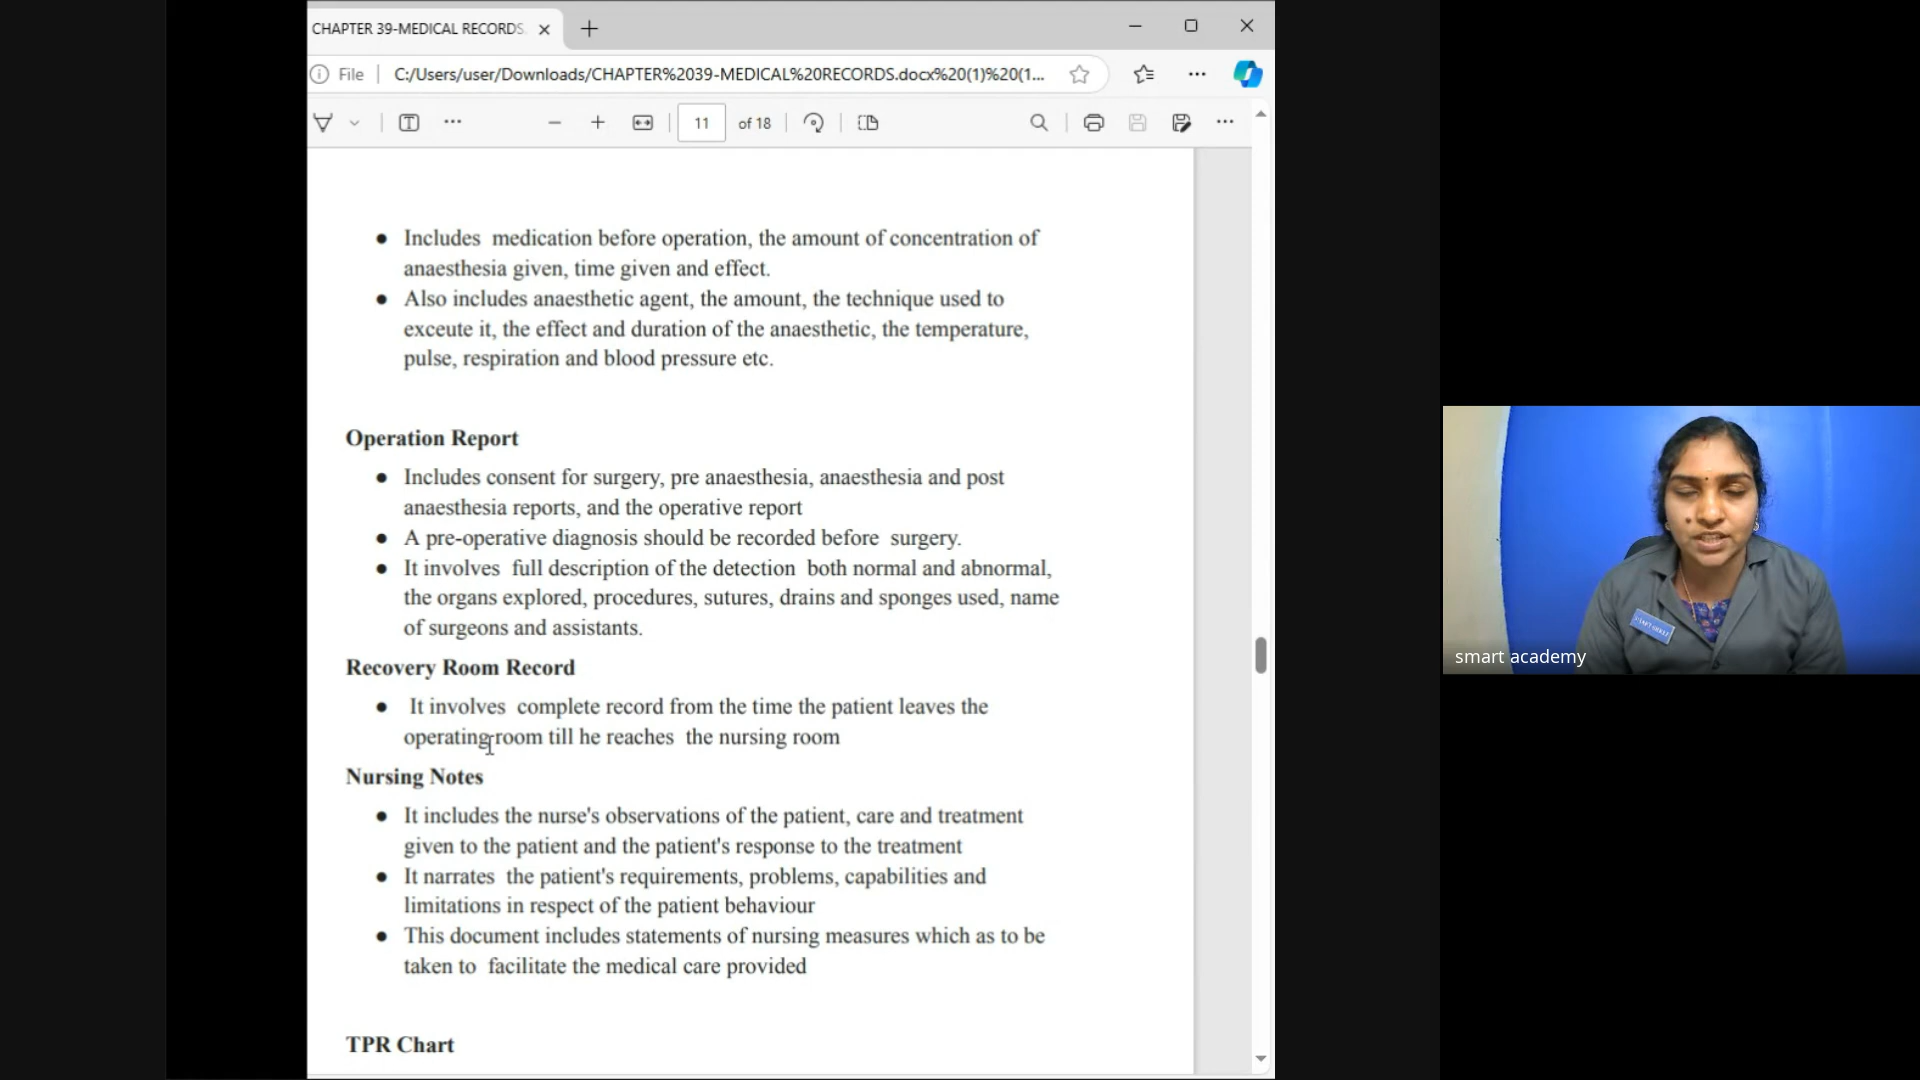 CHAPTER 39-MEDICAL RECORDS
File
C:/Users/user/Downloads/CHAPTER%2039-MEDICAL%20RECORDS.docx%20(1)%20(1...
11 of 18
● Includes medication before operation, the amount of concentration of
anaesthesia given, time given and effect.
● Also includes anaesthetic agent, the amount, the technique used to
exceute it, the effect and duration of the anaesthetic, the temperature,
pulse, respiration and blood pressure etc.
Operation Report
● Includes consent for surgery, pre anaesthesia, anaesthesia and post
anaesthesia reports, and the operative report
● A pre-operative diagnosis should be recorded before surgery.
● It involves full description of the detection both normal and abnormal,
the organs explored, procedures, sutures, drains and sponges used, name
of surgeons and assistants.
Recovery Room Record
● It involves complete record from the time the patient leaves the
operating room till he reaches the nursing room
Nursing Notes
● It includes the nurse's observations of the patient, care and treatment
given to the patient and the patient's response to the treatment
● It narrates the patient's requirements, problems, capabilities and
limitations in respect of the patient behaviour
● This document includes statements of nursing measures which as to be
taken to facilitate the medical care provided
TPR Chart
smart academy